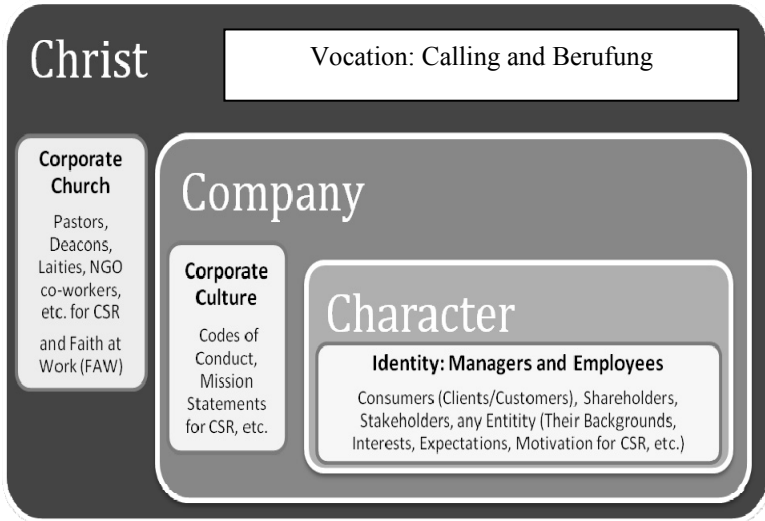 Christ
Vocation: Calling and Berufung
Corporate
Church
Pastors,
Deacons,
Laities, NGO
co-workers,
etc. for CSR
and Faith at
Work (FAW)
Company
Corporate
Culture
Codes of
Conduct,
Mission
Statements
for CSR, etc.
Character
Identity: Managers and Employees
Consumers (Clients/Customers), Shareholders,
Stakeholders, any Entitity (Their Backgrounds,
Interests, Expectations, Motivation for CSR, etc.)